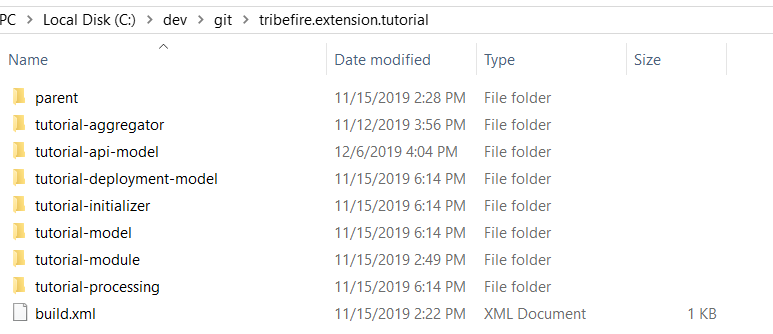 PC > Local Disk (C:) > dev > git > tribefire.extension.tutorial
Name Date modified Type Size
parent 11/15/2019 2:28 PM File folder
tutorial-aggregator 11/12/2019 3:56 PM File folder
tutorial-api-model 12/6/2019 4:04 PM File folder
tutorial-deployment-model 11/15/2019 6:14 PM File folder
tutorial-initializer 11/15/2019 6:14 PM File folder
tutorial-model 11/15/2019 6:14 PM File folder
tutorial-module 11/15/2019 2:49 PM File folder
tutorial-processing 11/15/2019 6:14 PM File folder
build.xml 11/15/2019 2:22 PM XML Document 1 KB